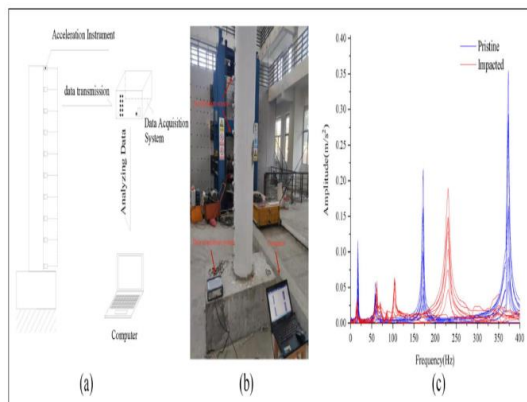 Acceleration Instrument
data transmission
Data Acquisition
System
Analyzing Data
Computer
(a)
(b)
Amplitude(m/s²)
0.40
0.35
0.30
0.25
0.20
0.15
0.10
0.05
0.00
Pristine
Impacted
0 50 100 150 200 250 300 350 400
Frequency(Hz)
(c)